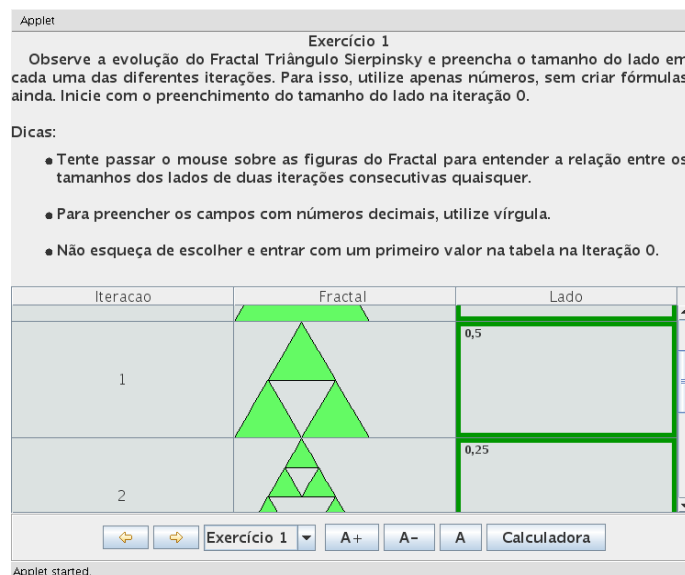 Applet
Exercício 1
Observe a evolução do Fractal Triângulo Sierpinsky e preencha o tamanho do lado em
cada uma das diferentes iterações. Para isso, utilize apenas números, sem criar fórmulas
ainda. Inicie com o preenchimento do tamanho do lado na iteração 0.
Dicas:
Tente passar o mouse sobre as figuras do Fractal para entender a relação entre os
tamanhos dos lados de duas iterações consecutivas quaisquer.
Para preencher os campos com números decimais, utilize vírgula.
Não esqueça de escolher e entrar com um primeiro valor na tabela na Iteração 0.
Iteracao Fractal Lado
1 0,5
2 0,25
Exercício 1 A+ A- A Calculadora
Applet started.